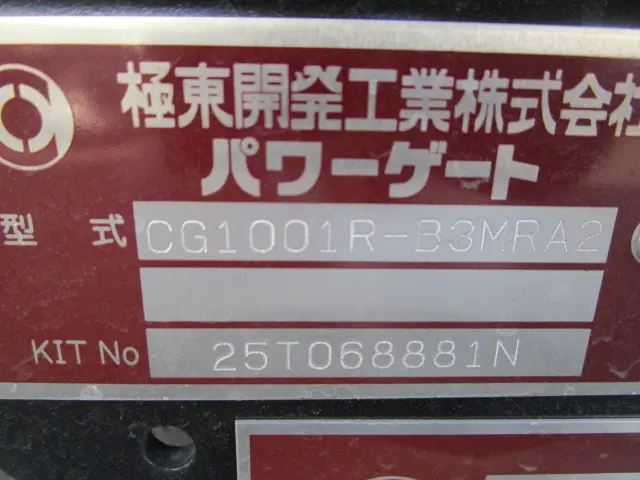 極東開発工業株式会社
パワーゲート
型 式 CG1001R-B3MRA2
KIT No 25T068881N